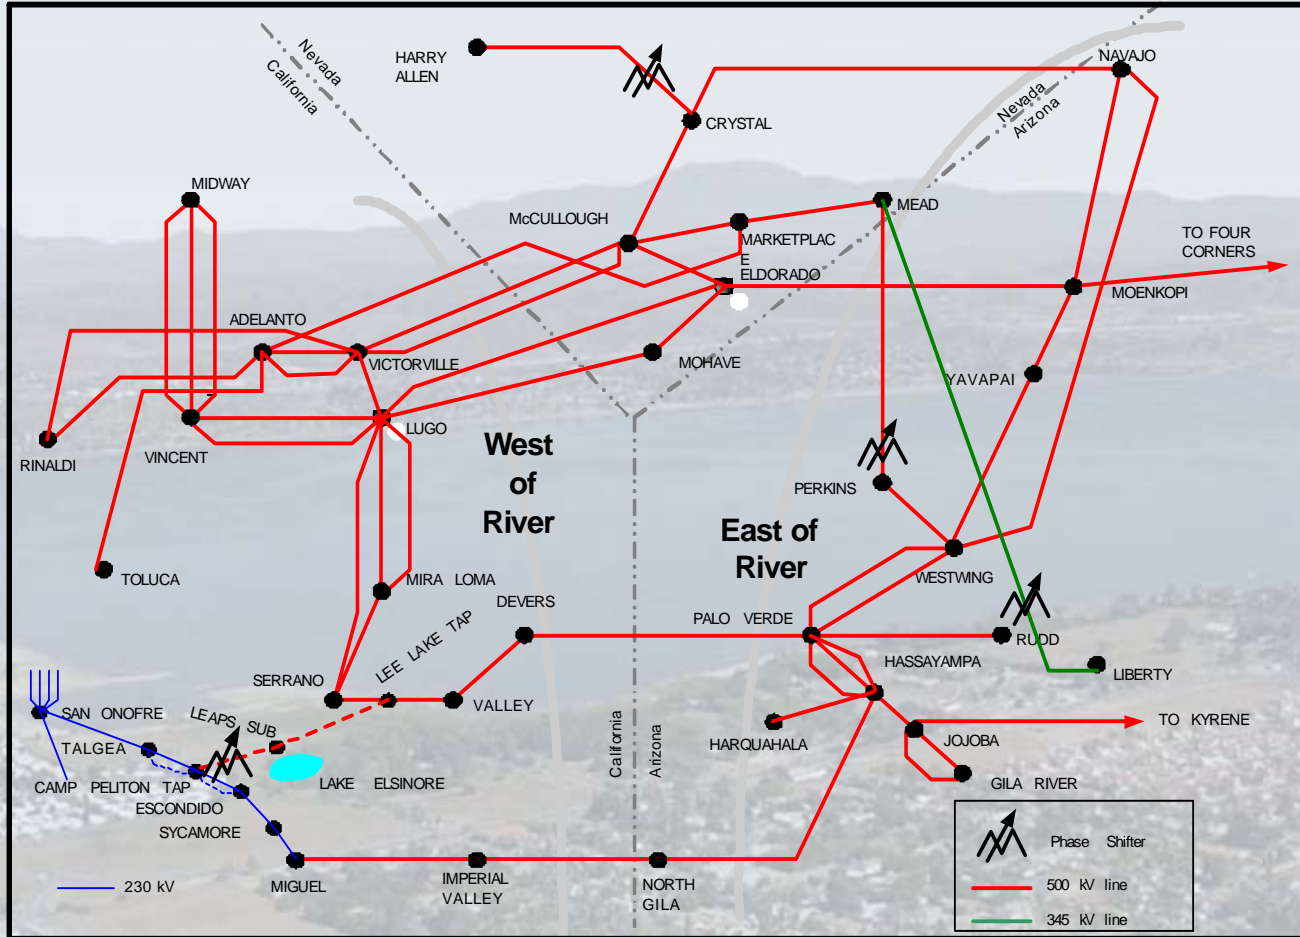 HARRY
ALLEN
Nevada
California
NAVAJO
Nevada
Arizona
CRYSTAL
MIDWAY
MEAD
McCULLOUGH
MARKETPLAC
E
ELDORADO
TO FOUR
CORNERS
MOENKOPI
ADELANTO
VICTORVILLE
MOHAVE
YAVAPAI
LUGO
RINALDI
VINCENT
West
of
River
PERKINS
East of
River
TOLUCA
MIRA LOMA
WESTWING
DEVERS
PALO VERDE
RUDD
LEE LAKE TAP
HASSAYAMPA
LIBERTY
SERRANO
VALLEY
SAN ONOFRE
LEAPS SUB
TALGEA
California
Arizona
HARQUAHALA
JOJOBA
TO KYRENE
CAMP PELITON TAP
LAKE ELSINORE
GILA RIVER
ESCONDIDO
SYCAMORE
MIGUEL
IMPERIAL
VALLEY
NORTH
GILA
230 kV
Phase Shifter
500 kV line
345 kV line